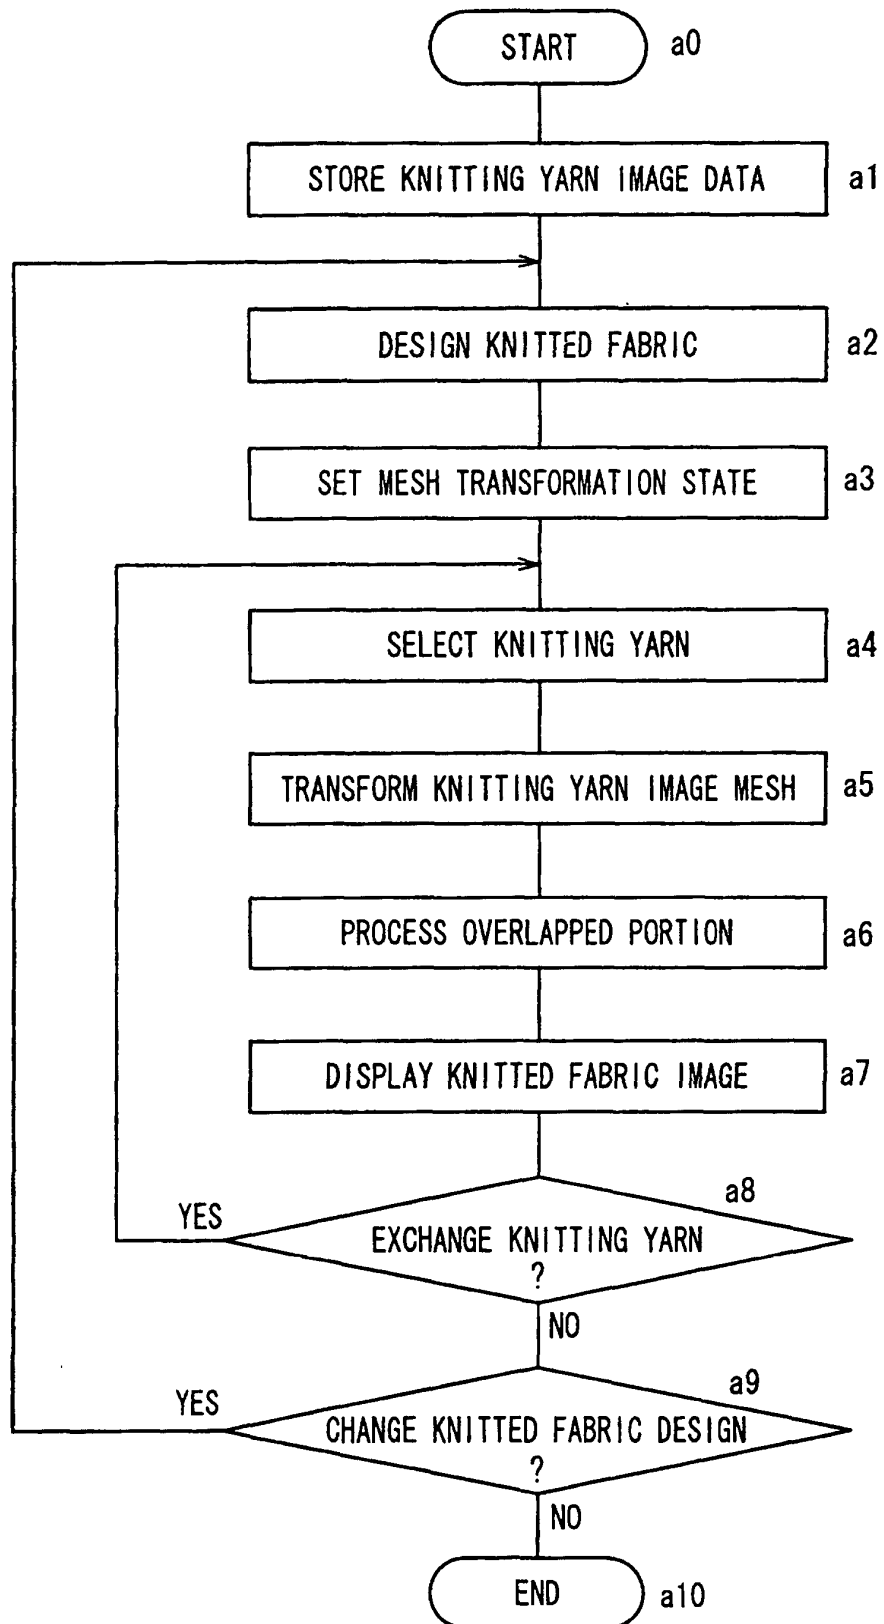 START a0
STORE KNITTING YARN IMAGE DATA a1
DESIGN KNITTED FABRIC a2
SET MESH TRANSFORMATION STATE a3
SELECT KNITTING YARN a4
TRANSFORM KNITTING YARN IMAGE MESH a5
PROCESS OVERLAPPED PORTION a6
DISPLAY KNITTED FABRIC IMAGE a7
a8
YES
EXCHANGE KNITTING YARN
?
NO
a9
YES
CHANGE KNITTED FABRIC DESIGN
?
NO
END a10